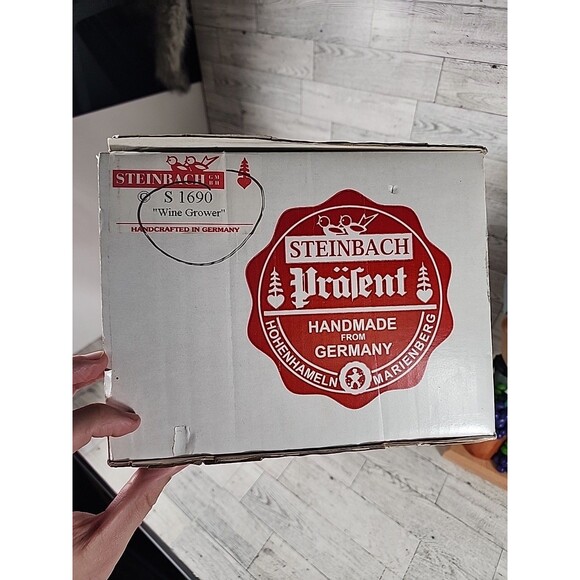 STEINBACH GMBH
© S 1690
"Wine Grower"
HANDCRAFTED IN GERMANY
STEINBACH
Präſent
HANDMADE
FROM
GERMANY
HOHENHAMELN MARIENBERG